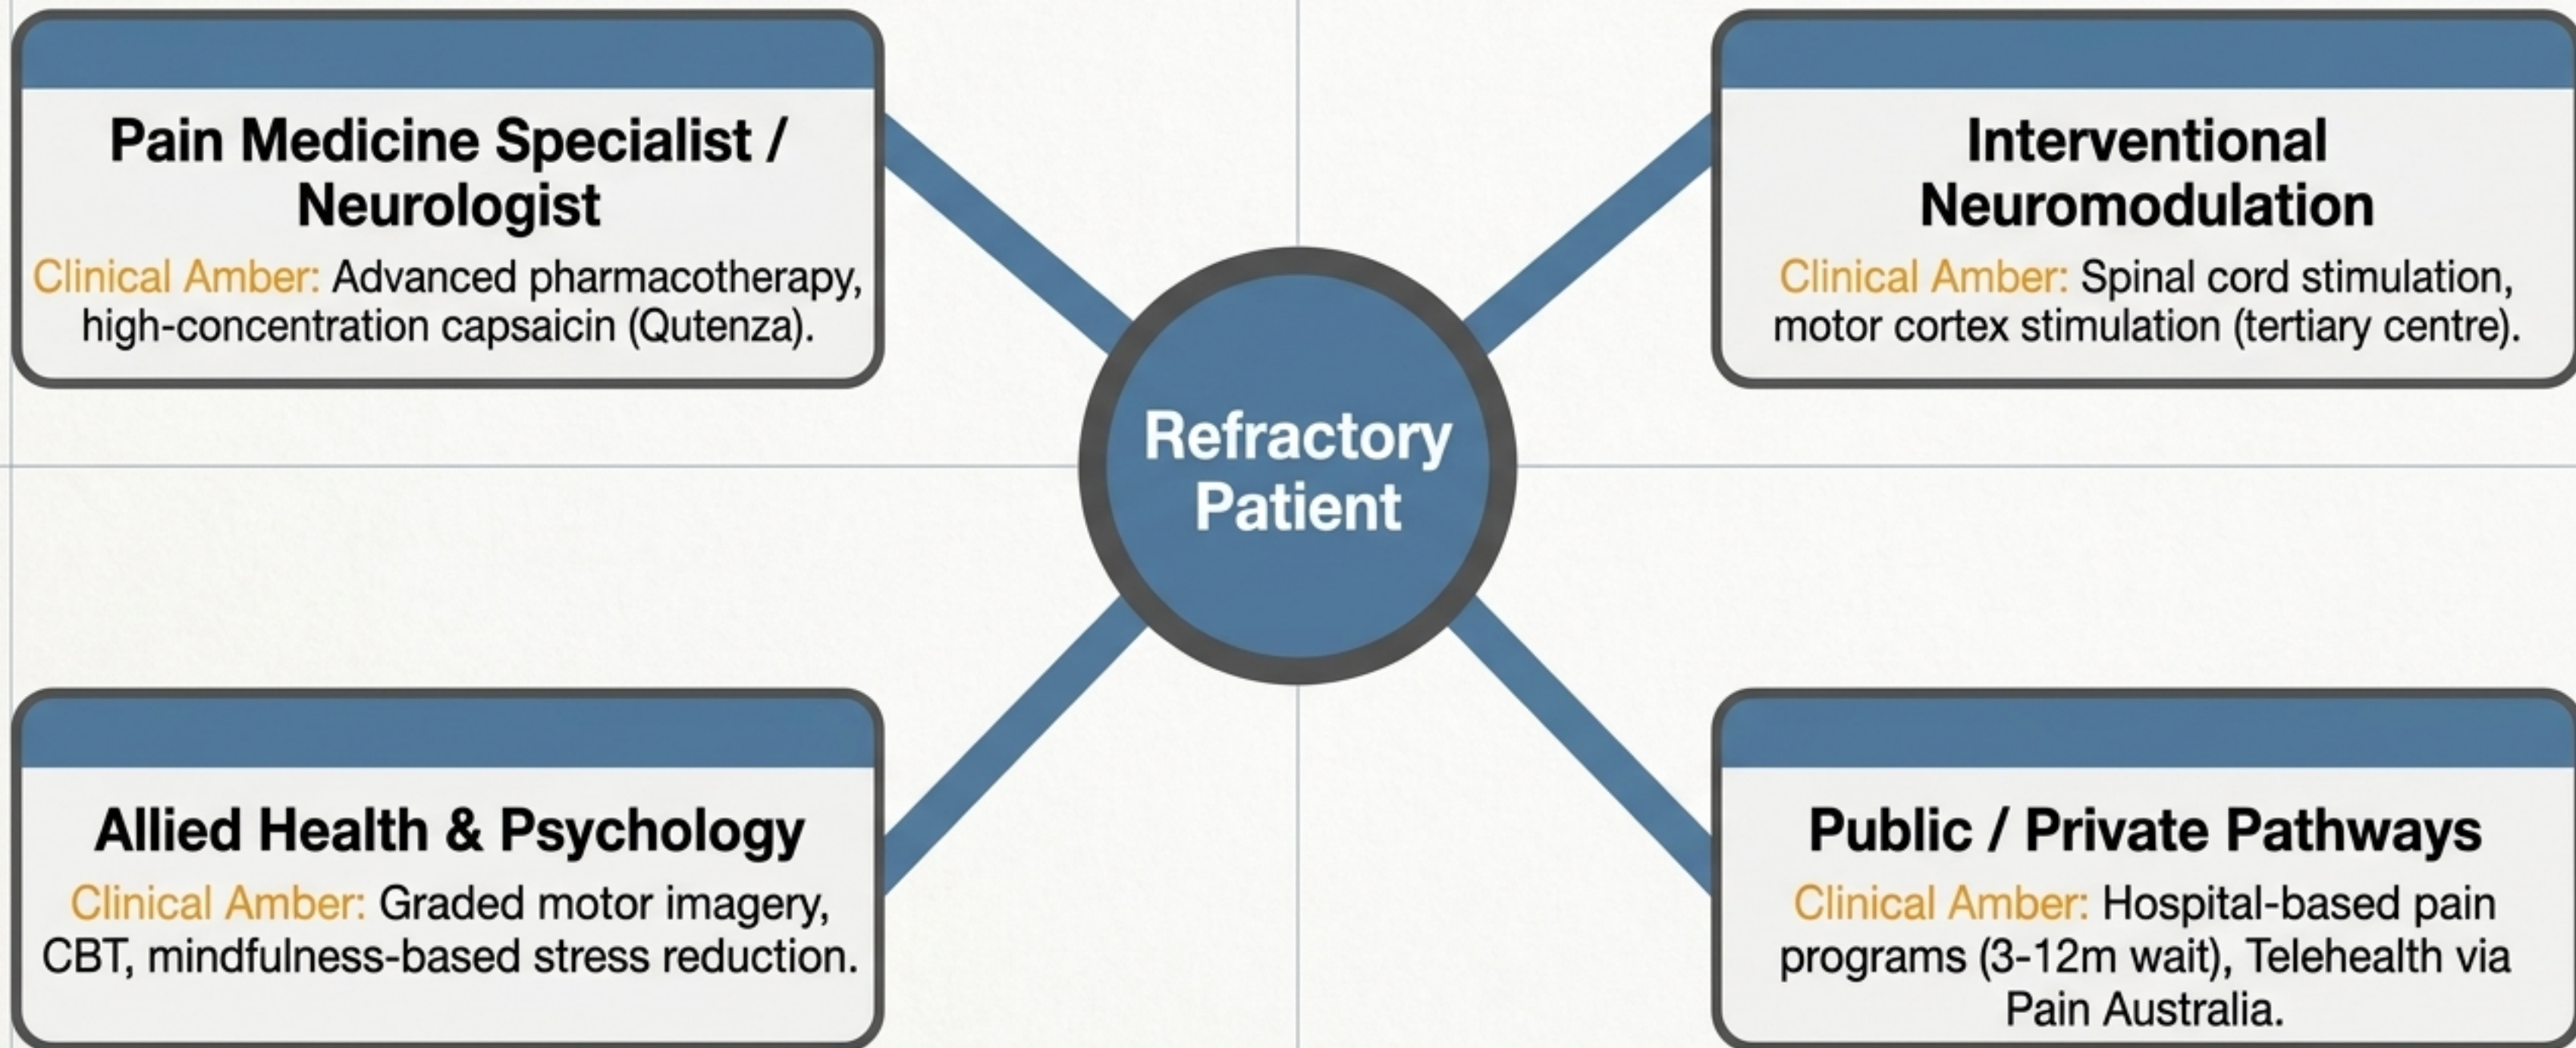 Pain Medicine Specialist /
Neurologist
Clinical Amber: Advanced pharmacotherapy,
high-concentration capsaicin (Qutenza).
Interventional
Neuromodulation
Clinical Amber: Spinal cord stimulation,
motor cortex stimulation (tertiary centre).
Refractory
Patient
Allied Health & Psychology
Clinical Amber: Graded motor imagery,
CBT, mindfulness-based stress reduction.
Public / Private Pathways
Clinical Amber: Hospital-based pain
programs (3-12m wait), Telehealth via
Pain Australia.